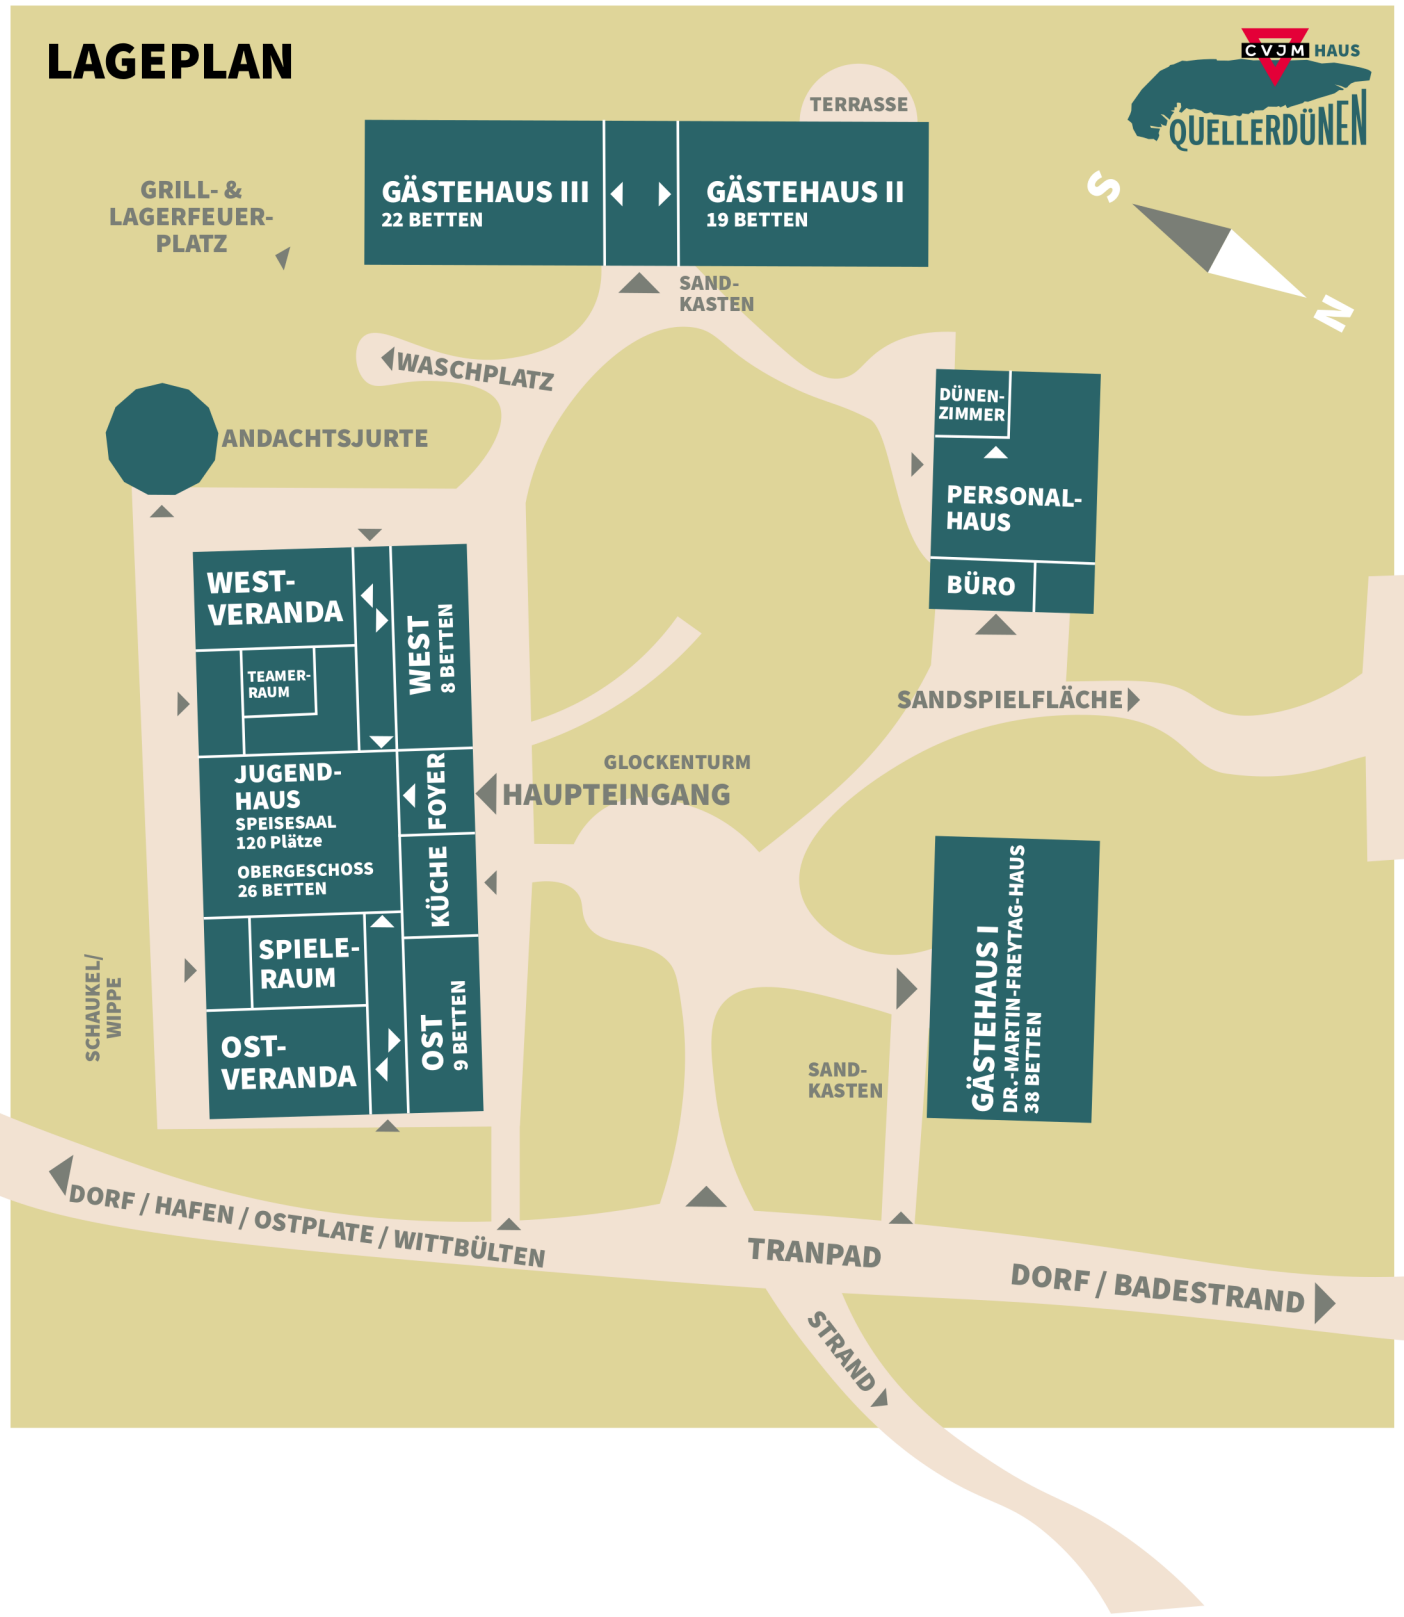 LAGEPLAN
CVJM HAUS
QUELLERDÜNEN
TERRASSE
GRILL- &
LAGERFEUER-
PLATZ
GÄSTEHAUS III
22 BETTEN
GÄSTEHAUS II
19 BETTEN
S
N
SAND-
KASTEN
WASCHPLATZ
ANDACHTSJURTE
DÜNEN-
ZIMMER
PERSONAL-
HAUS
BÜRO
WEST-
VERANDA
WEST
8 BETTEN
TEAMER-
RAUM
SANDSPIELFLÄCHE
GLOCKENTURM
HAUPTEINGANG
FOYER
JUGEND-
HAUS
SPEISESAAL
120 Plätze
OBERGESCHOSS
26 BETTEN
KÜCHE
SPIELE-
RAUM
OST-
VERANDA
OST
9 BETTEN
SCHAUKEL/
WIPPE
GÄSTEHAUS I
DR.-MARTIN-FREYTAG-HAUS
38 BETTEN
SAND-
KASTEN
DORF / HAFEN / OSTPLATE / WITTBÜLTEN
TRANPAD
DORF / BADESTRAND
STRAND